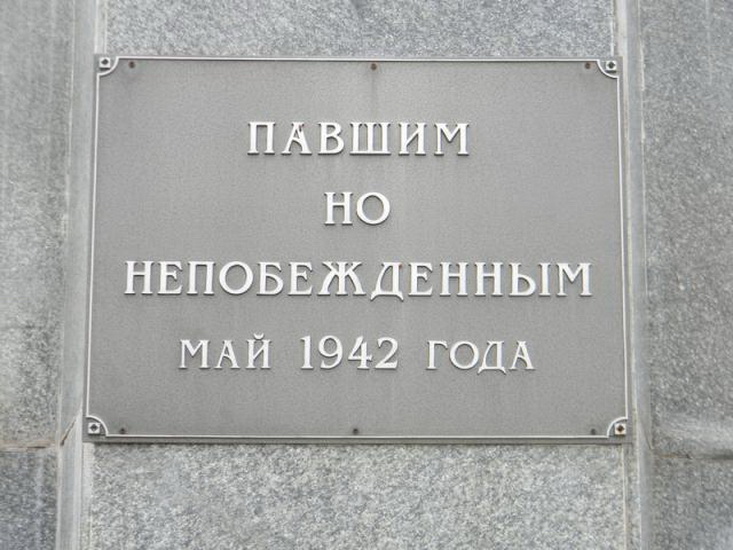 ПАВШИМ
НО
НЕПОБЕЖДЕННЫМ
МАЙ 1942 ГОДА